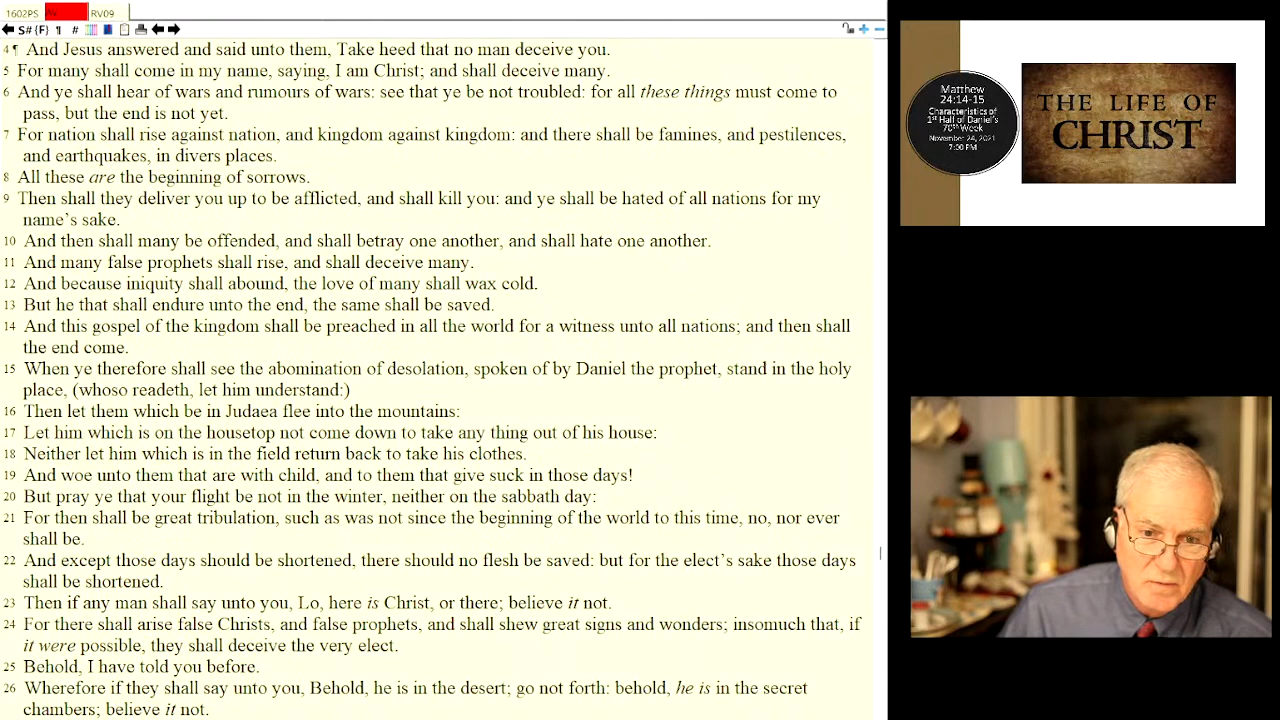 1602PS
RV09
S# {F} ¶ #
4 ¶ And Jesus answered and said unto them, Take heed that no man deceive you.
5 For many shall come in my name, saying, I am Christ; and shall deceive many.
6 And ye shall hear of wars and rumours of wars: see that ye be not troubled: for all these things must come to
pass, but the end is not yet.
7 For nation shall rise against nation, and kingdom against kingdom: and there shall be famines, and pestilences,
and earthquakes, in divers places.
8 All these are the beginning of sorrows.
9 Then shall they deliver you up to be afflicted, and shall kill you: and ye shall be hated of all nations for my
name’s sake.
10 And then shall many be offended, and shall betray one another, and shall hate one another.
11 And many false prophets shall rise, and shall deceive many.
12 And because iniquity shall abound, the love of many shall wax cold.
13 But he that shall endure unto the end, the same shall be saved.
14 And this gospel of the kingdom shall be preached in all the world for a witness unto all nations; and then shall
the end come.
15 When ye therefore shall see the abomination of desolation, spoken of by Daniel the prophet, stand in the holy
place, (whoso readeth, let him understand:)
16 Then let them which be in Judaea flee into the mountains:
17 Let him which is on the housetop not come down to take any thing out of his house:
18 Neither let him which is in the field return back to take his clothes.
19 And woe unto them that are with child, and to them that give suck in those days!
20 But pray ye that your flight be not in the winter, neither on the sabbath day:
21 For then shall be great tribulation, such as was not since the beginning of the world to this time, no, nor ever
shall be.
22 And except those days should be shortened, there should no flesh be saved: but for the elect’s sake those days
shall be shortened.
23 Then if any man shall say unto you, Lo, here is Christ, or there; believe it not.
24 For there shall arise false Christs, and false prophets, and shall shew great signs and wonders; insomuch that, if
it were possible, they shall deceive the very elect.
25 Behold, I have told you before.
26 Wherefore if they shall say unto you, Behold, he is in the desert; go not forth: behold, he is in the secret
chambers; believe it not.
Matthew
24:14-15
Characteristics of
1st Half of Daniel’s
70th Week
November 24, 2021
7:00 PM
THE LIFE OF
CHRIST